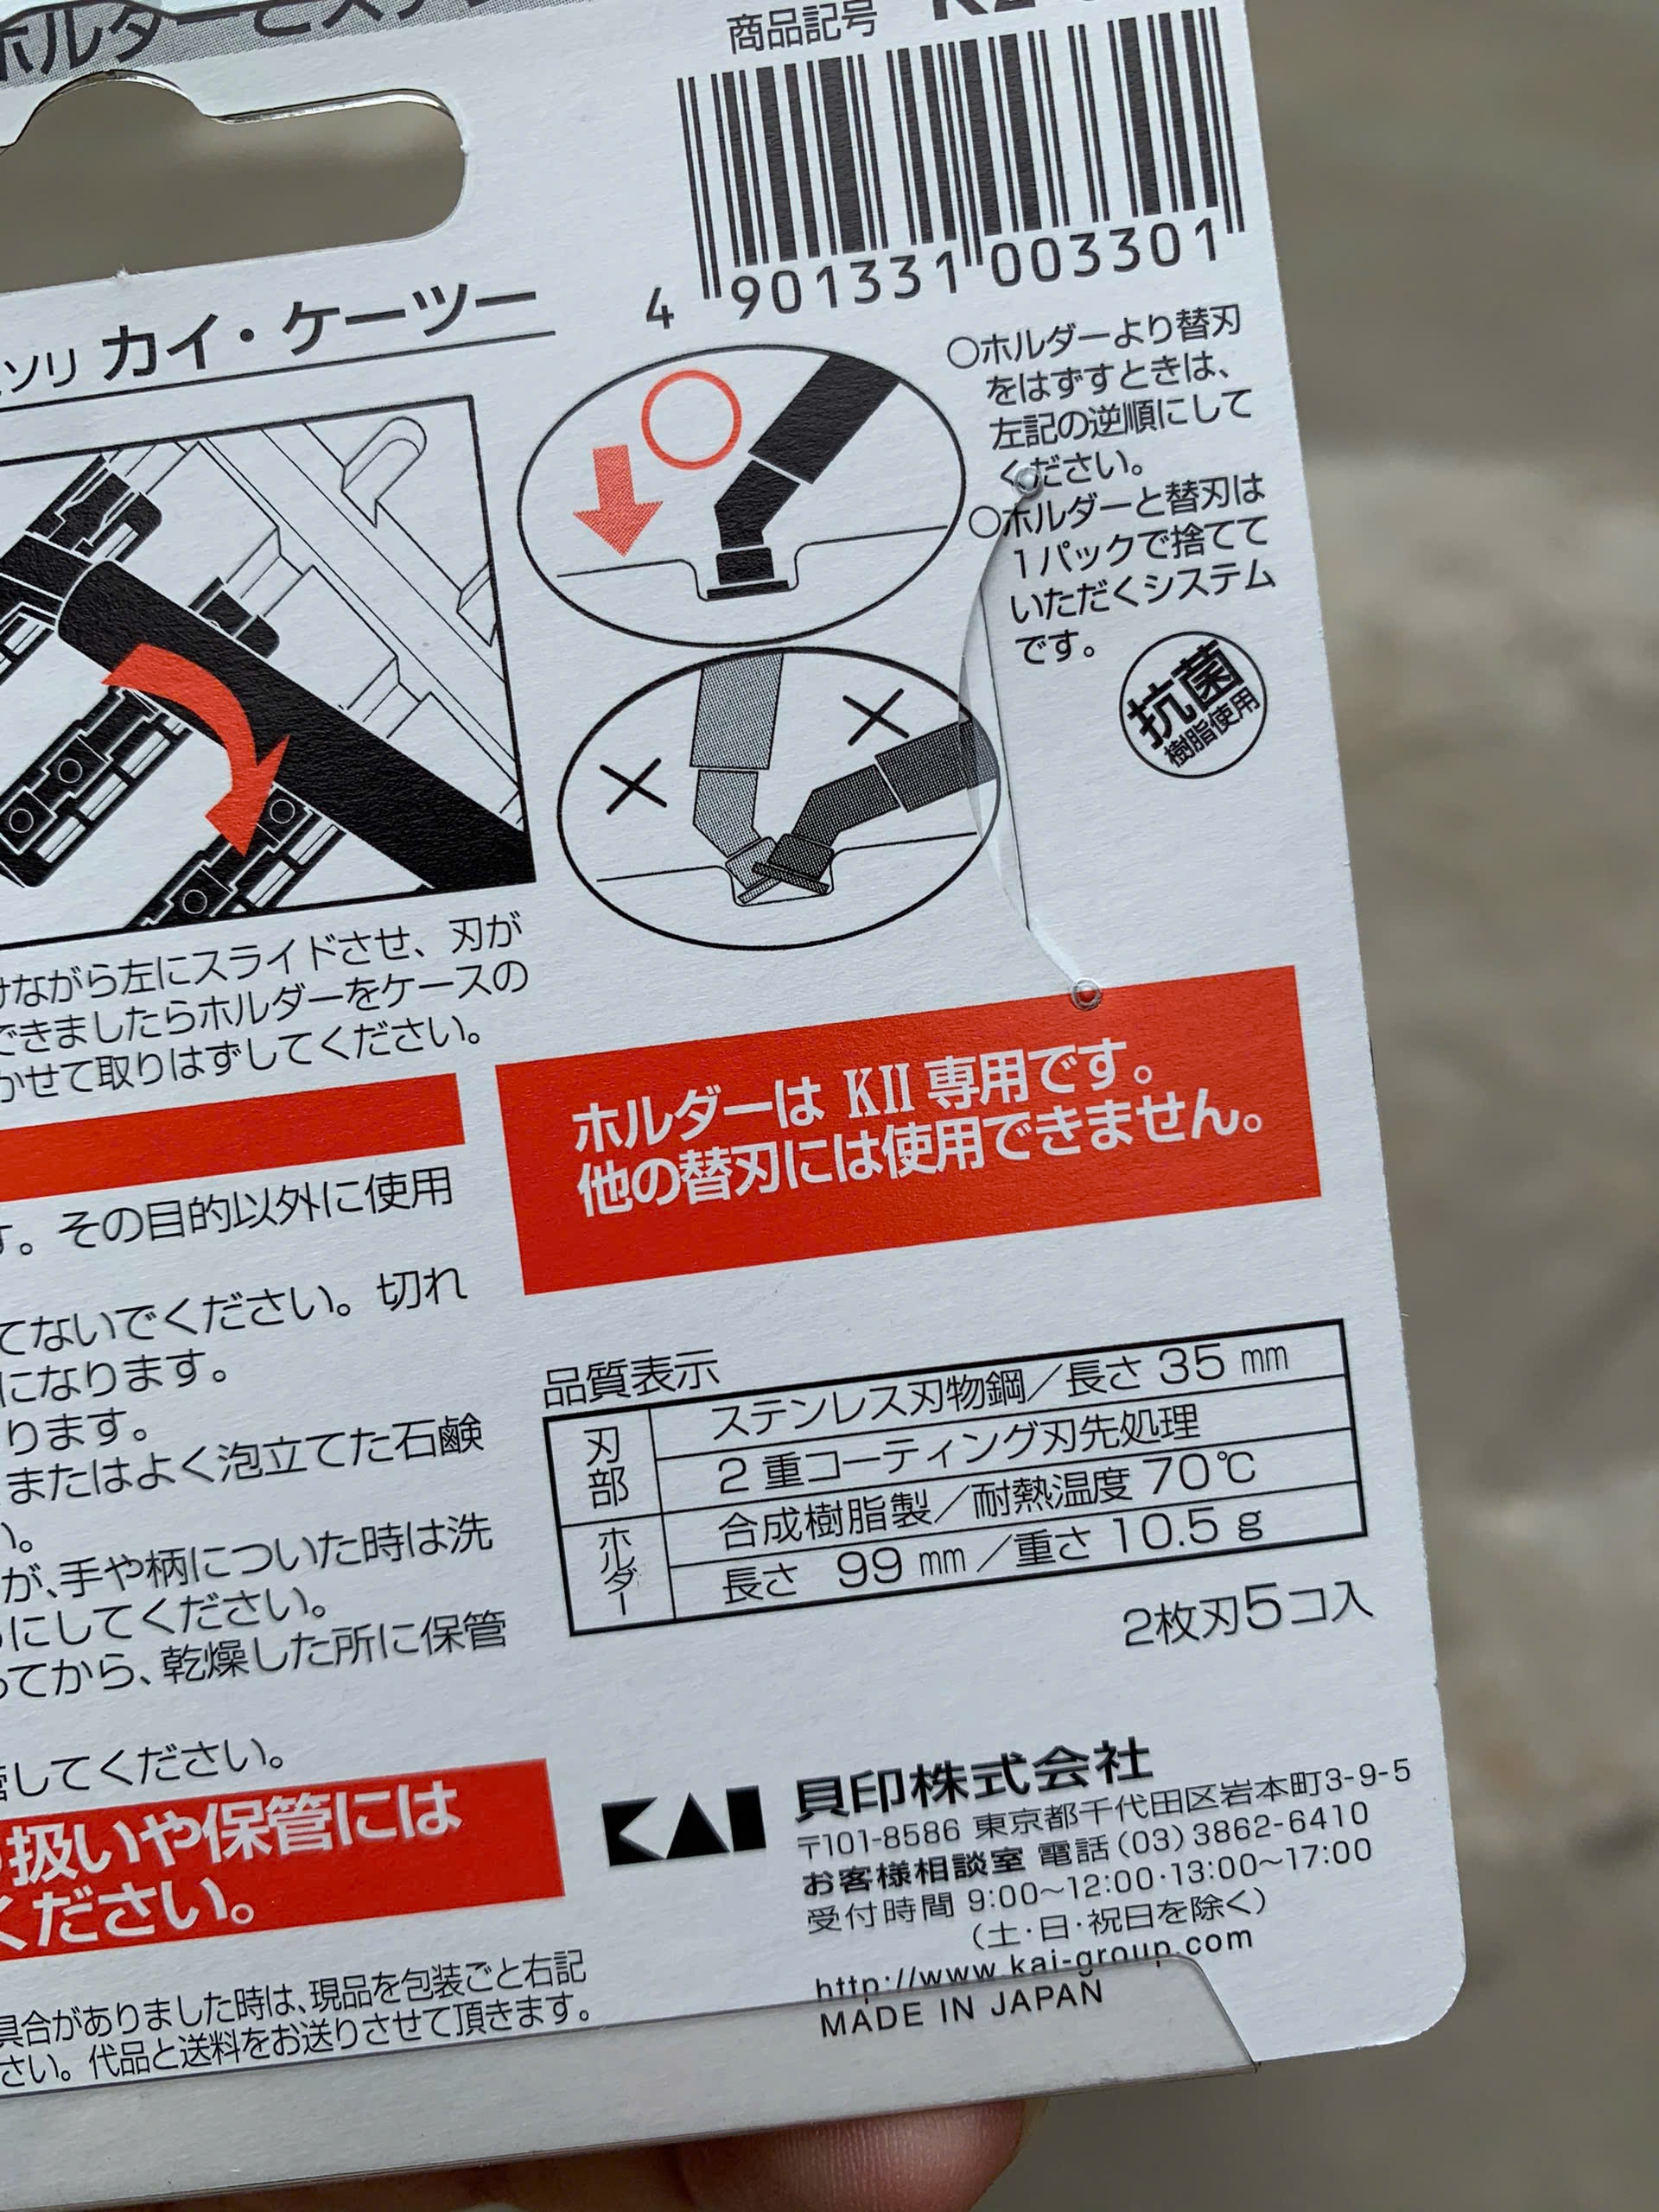 ホルダーとステン
商品記号
4 901331 003301
ソリ カイ・ケーツー
○ホルダーより替刃
をはずすときは、
左記の逆順にして
ください。
○ホルダーと替刃は
1パックで捨てて
いただくシステム
です。
抗菌
樹脂使用
けながら左にスライドさせ、刃が
できましたらホルダーをケースの
かせて取りはずしてください。
ホルダーは KII 専用です。
他の替刃には使用できません。
す。その目的以外に使用
てないでください。切れ
になります。
ります。
またはよく泡立てた石鹸
い。
が、手や柄についた時は洗
にしてください。
ってから、乾燥した所に保管
管してください。
扱いや保管には
ください。
具合がありました時は、現品を包装ごと右記
さい。代品と送料をお送りさせて頂きます。
品質表示
刃部
ステンレス刃物鋼/長さ 35 mm
2重コーティング刃先処理
ホルダー
合成樹脂製/耐熱温度 70℃
長さ 99 mm/重さ 10.5 g
2枚刃5コ入
KAI
貝印株式会社
〒101-8586 東京都千代田区岩本町3-9-5
お客様相談室 電話(03)3862-6410
受付時間 9:00~12:00・13:00~17:00
(土・日・祝日を除く)
http://www.kai-group.com
MADE IN JAPAN